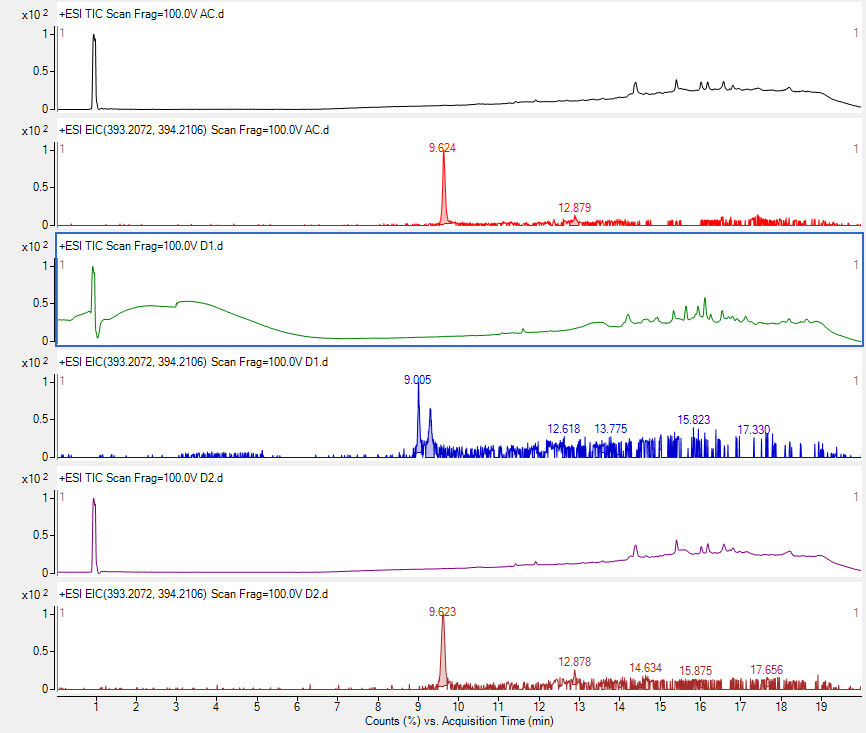 x10 2 +ESI TIC Scan Frag=100.0V AC.d
1 1 1
0.5
0
x10 2 +ESI EIC(393.2072, 394.2106) Scan Frag=100.0V AC.d
1 1 9.624 1
0.5
12.879
0
x10 2 +ESI TIC Scan Frag=100.0V D1.d
1 1 1
0.5
0
x10 2 +ESI EIC(393.2072, 394.2106) Scan Frag=100.0V D1.d
1 1 9.005 1
0.5
12.618 13.775 15.823 17.330
0
x10 2 +ESI TIC Scan Frag=100.0V D2.d
1 1 1
0.5
0
x10 2 +ESI EIC(393.2072, 394.2106) Scan Frag=100.0V D2.d
1 1 9.623 1
0.5
12.878 14.634 15.875 17.656
0
1 2 3 4 5 6 7 8 9 10 11 12 13 14 15 16 17 18 19
Counts (%) vs. Acquisition Time (min)